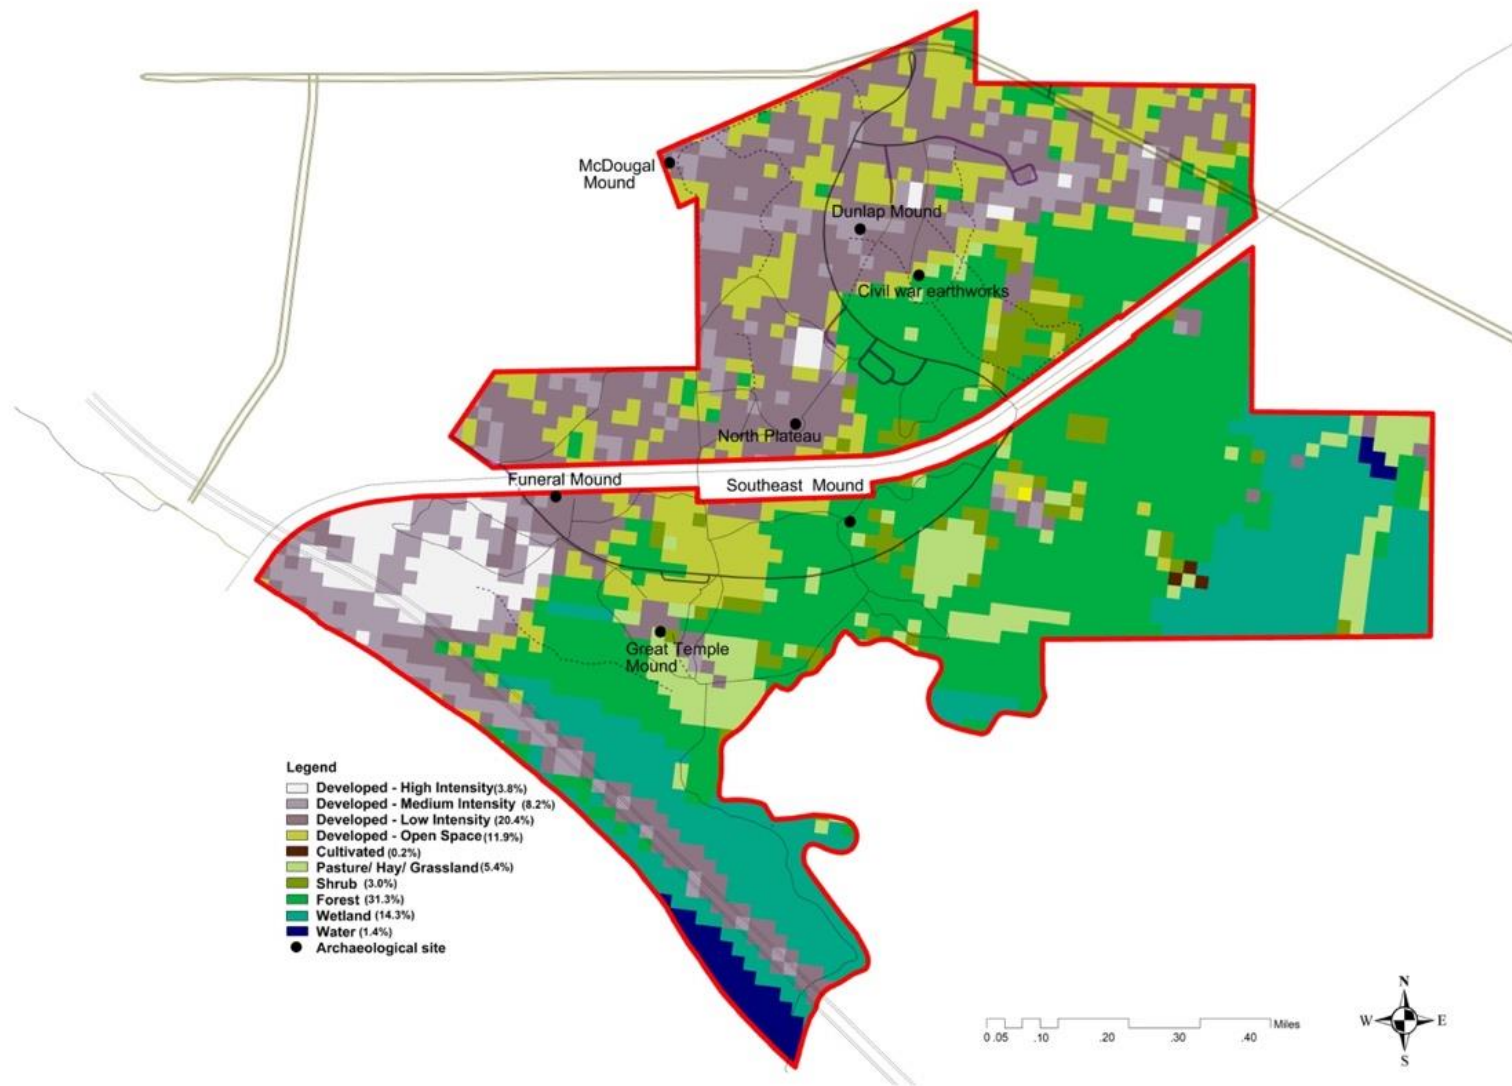 McDougal
Mound
Dunlap Mound
Civil war earthworks
North Plateau
Funeral Mound
Southeast Mound
Great Temple
Mound
Legend
Developed - High Intensity(3.8%)
Developed - Medium Intensity (8.2%)
Developed - Low Intensity (20.4%)
Developed - Open Space(11.9%)
Cultivated (0.2%)
Pasture/ Hay/ Grassland(5.4%)
Shrub (3.0%)
Forest (31.3%)
Wetland (14.3%)
Water (1.4%)
Archaeological site
Miles
0 .05 .10 .20 .30 .40
N
W E
S